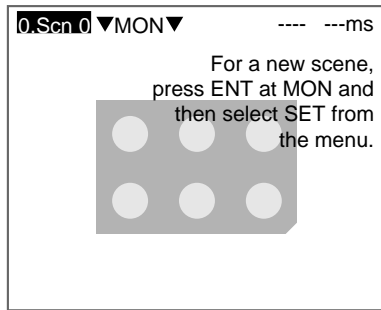 0.Scn 0 ▼MON▼ ---- ---ms
For a new scene,
press ENT at MON and
then select SET from
the menu.